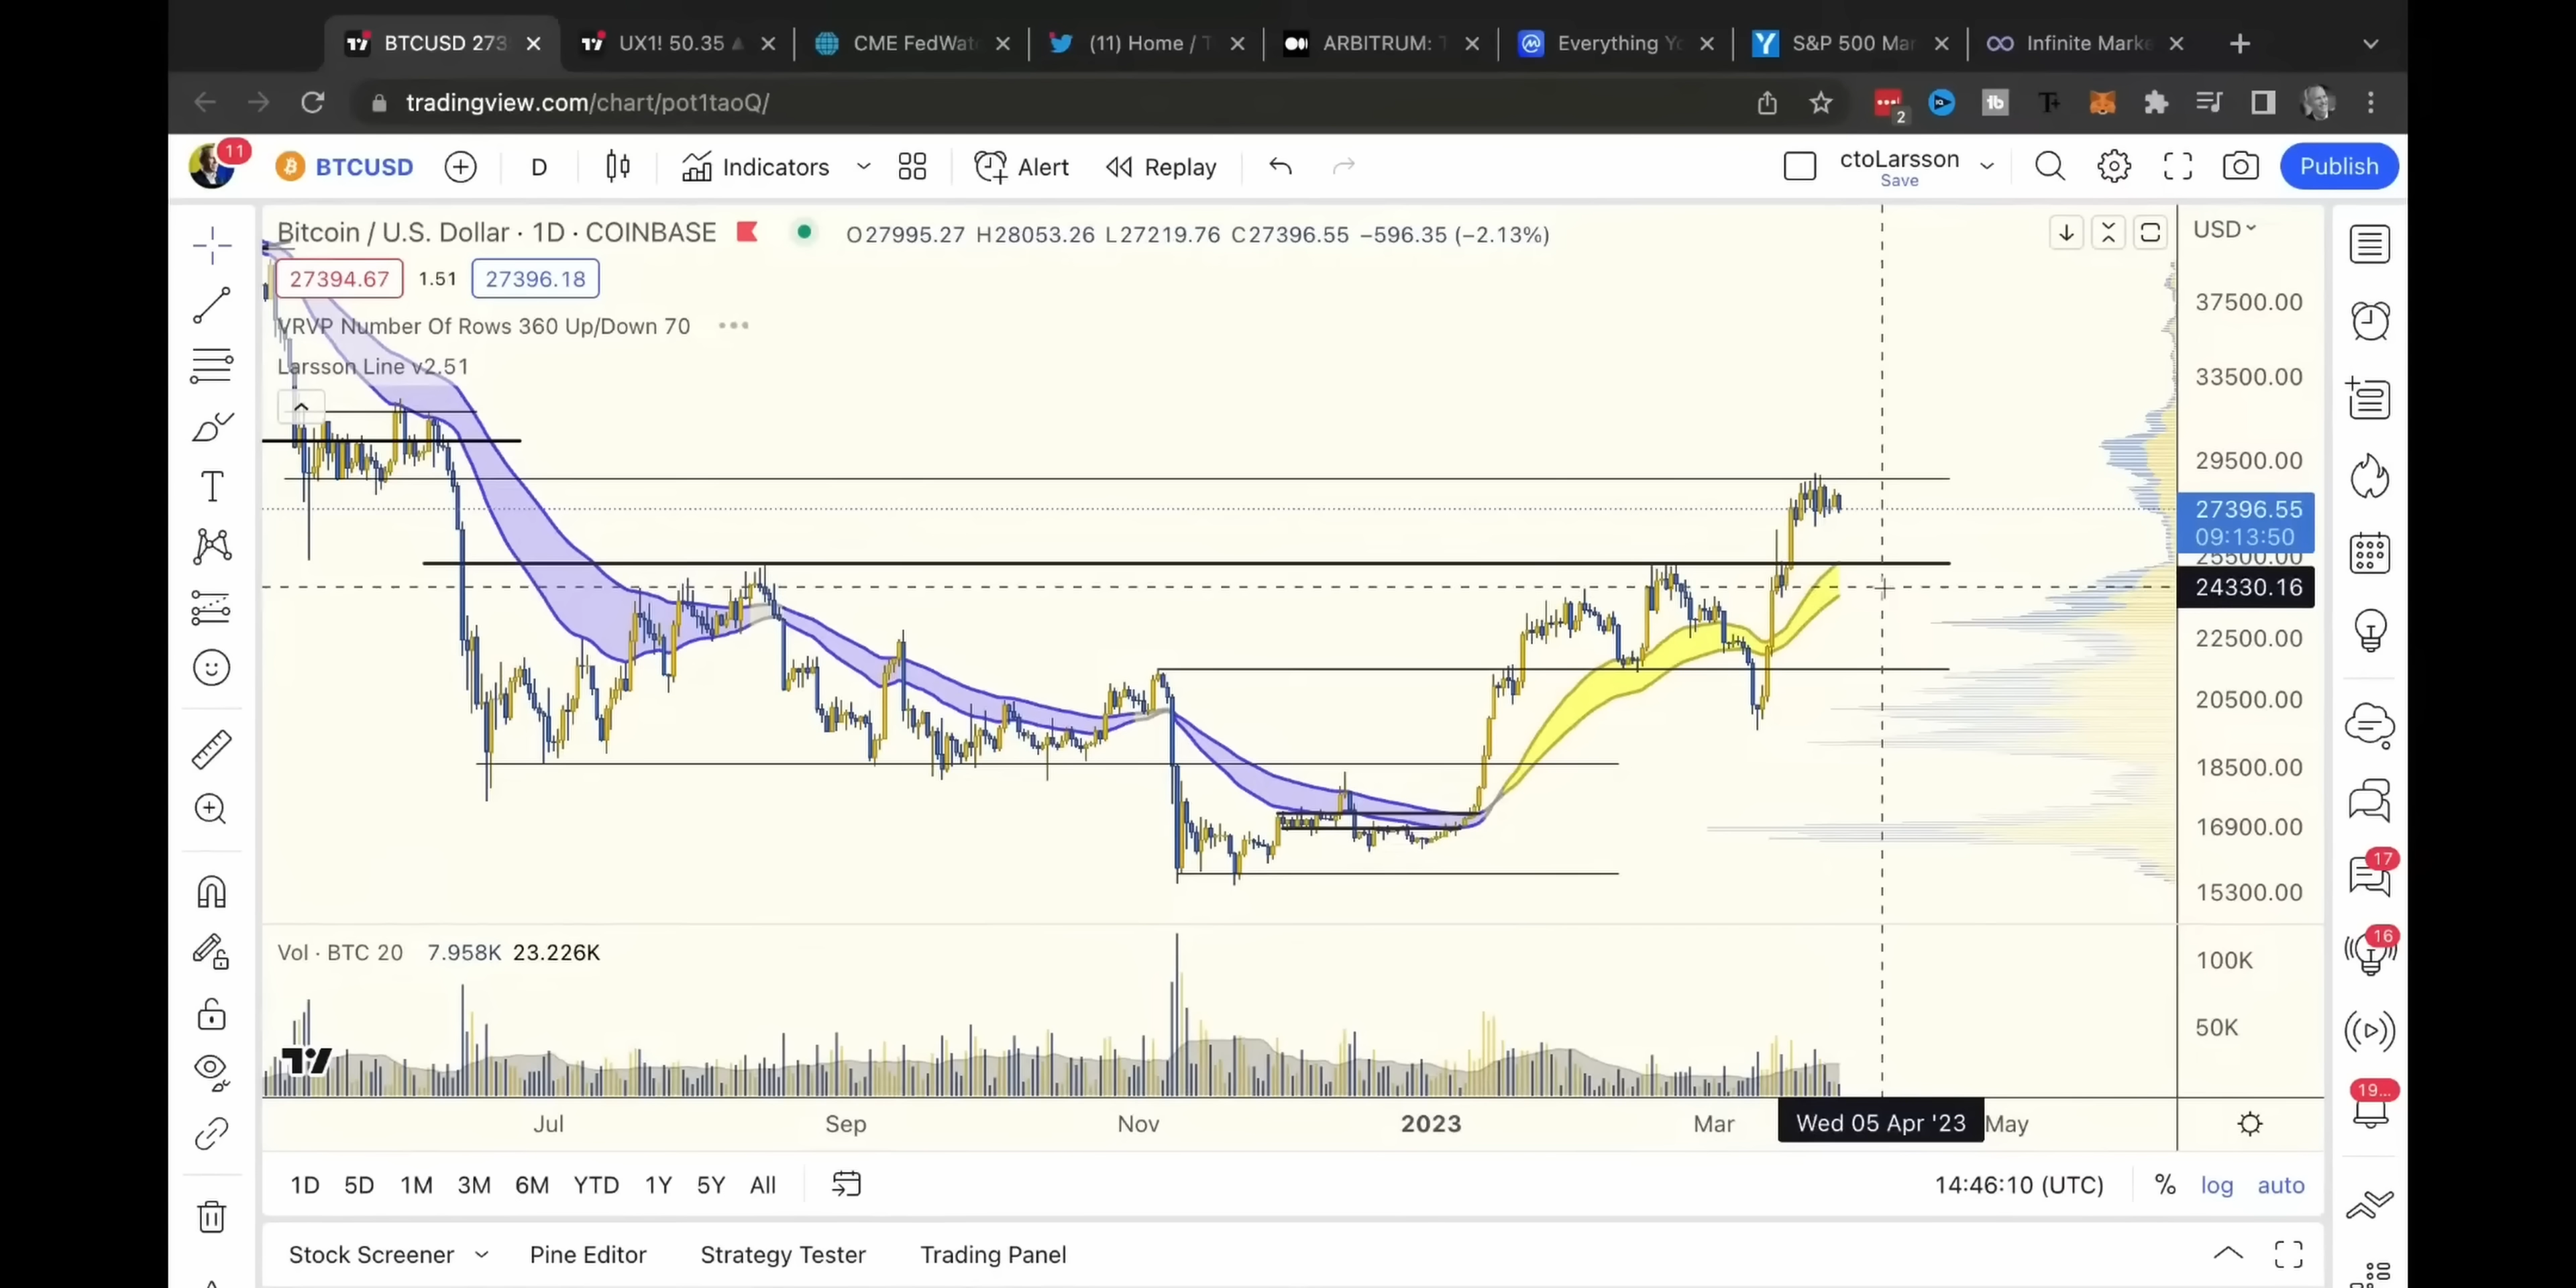 BTCUSD 273
UX1! 50.35
CME FedWat
(11) Home / T
ARBITRUM: T
Everything Yo
S&P 500 Mar
Infinite Marke
tradingview.com/chart/pot1taoQ/
2
11
BTCUSD
D
Indicators
Alert
Replay
ctoLarsson
Save
Publish
Bitcoin / U.S. Dollar · 1D · COINBASE
O27995.27 H28053.26 L27219.76 C27396.55 −596.35 (−2.13%)
USD
27394.67 1.51 27396.18
VRVP Number Of Rows 360 Up/Down 70
Larsson Line v2.51
37500.00
33500.00
29500.00
27396.55
09:13:50
25500.00
24330.16
22500.00
20500.00
18500.00
16900.00
15300.00
Vol · BTC 20 7.958K 23.226K
100K
50K
17
16
19...
Jul Sep Nov 2023 Mar Wed 05 Apr '23 May
1D 5D 1M 3M 6M YTD 1Y 5Y All
14:46:10 (UTC) % log auto
Stock Screener Pine Editor Strategy Tester Trading Panel